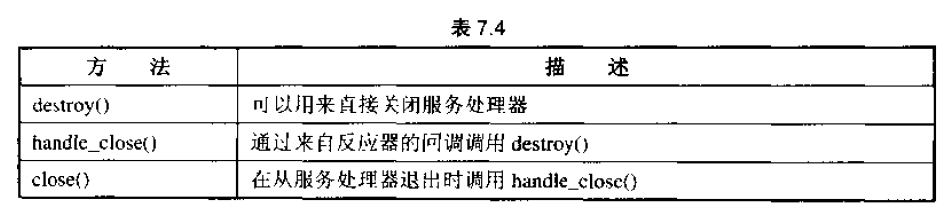 表 7.4
方 法 描 述
destroy() 可以用来直接关闭服务处理器
handle_close() 通过来自反应器的回调调用 destroy()
close() 在从服务处理器退出时调用 handle_close()